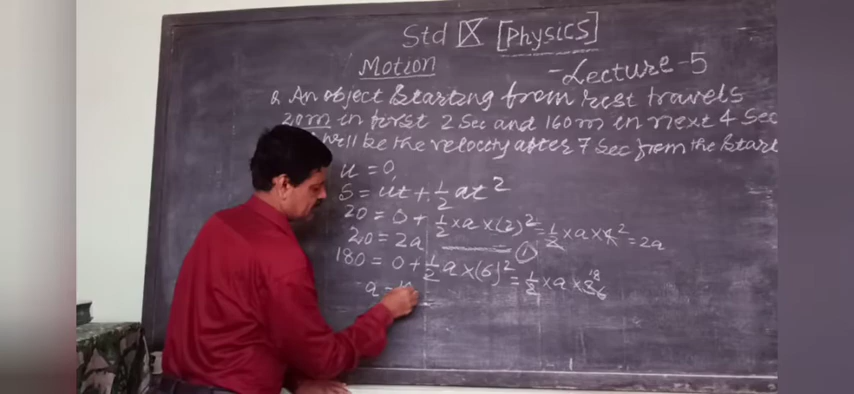 Std X [Physics]
Motion
-Lecture-5
Q. An object starting from rest travels
20m in first 2 Sec and 160m in next 4 Sec
will be the velocity after 7 Sec from the start
u = 0
S = ut + 1/2 at²
20 = 0 + 1/2 × a × (2)² = 1/2 × a × 4² = 2a
20 = 2a ①
180 = 0 + 1/2 a × (6)² = 1/2 × a × 36 18
a =